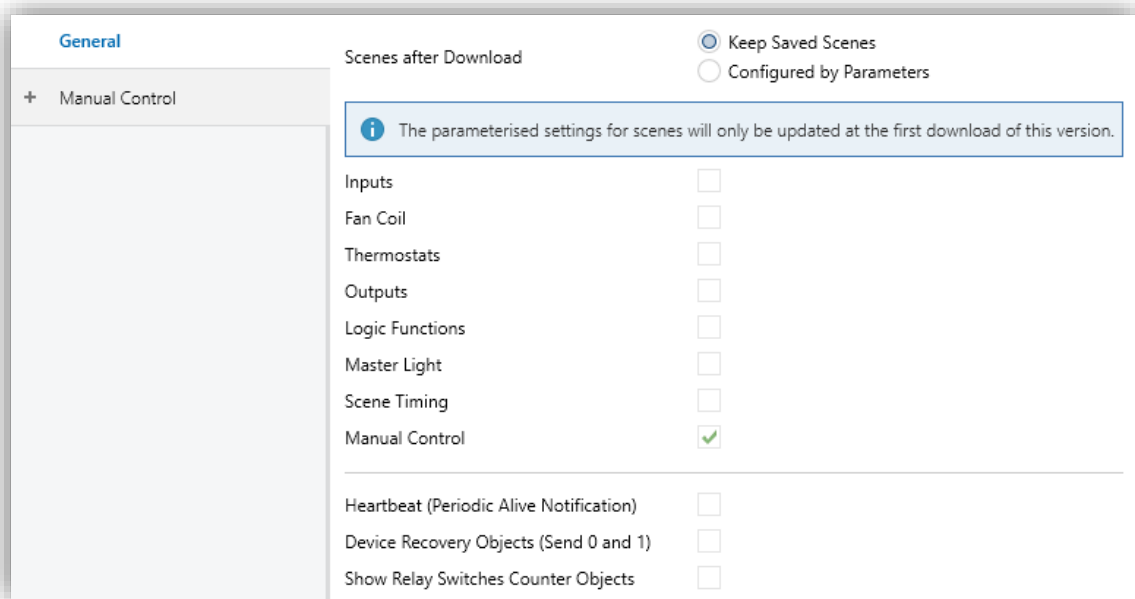 General
+ Manual Control
Scenes after Download
Keep Saved Scenes
Configured by Parameters
i The parameterised settings for scenes will only be updated at the first download of this version.
Inputs
Fan Coil
Thermostats
Outputs
Logic Functions
Master Light
Scene Timing
Manual Control
Heartbeat (Periodic Alive Notification)
Device Recovery Objects (Send 0 and 1)
Show Relay Switches Counter Objects